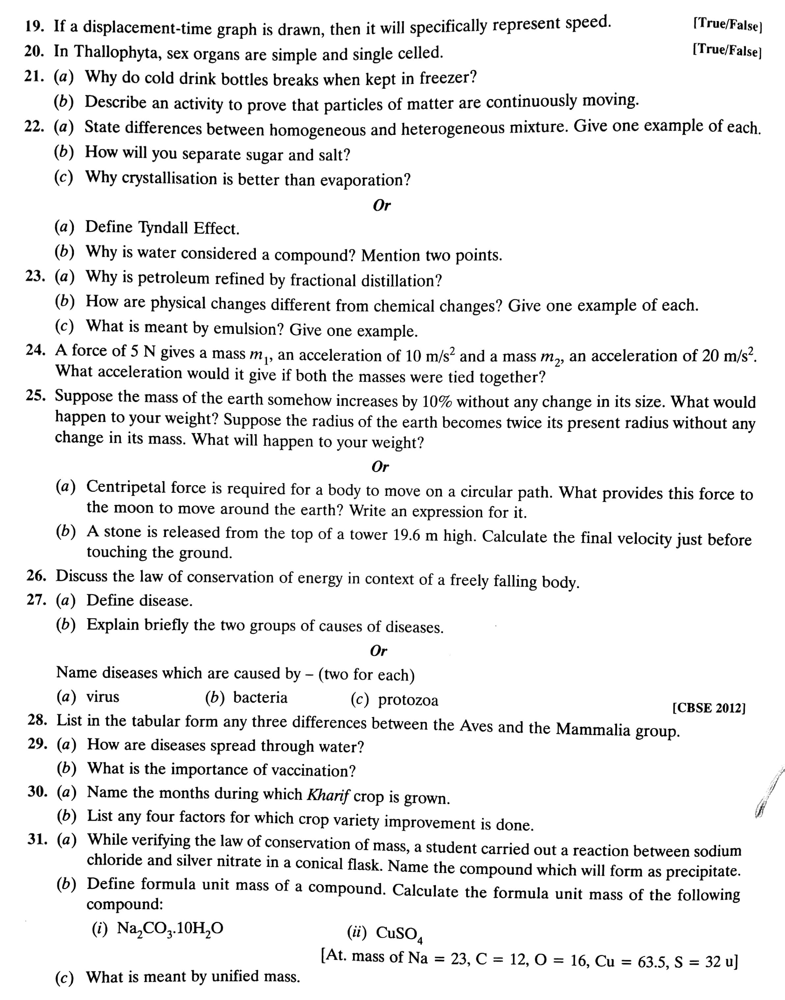 19. If a displacement-time graph is drawn, then it will specifically represent speed. [True/False]
20. In Thallophyta, sex organs are simple and single celled. [True/False]
21. (a) Why do cold drink bottles breaks when kept in freezer?
(b) Describe an activity to prove that particles of matter are continuously moving.
22. (a) State differences between homogeneous and heterogeneous mixture. Give one example of each.
(b) How will you separate sugar and salt?
(c) Why crystallisation is better than evaporation?
Or
(a) Define Tyndall Effect.
(b) Why is water considered a compound? Mention two points.
23. (a) Why is petroleum refined by fractional distillation?
(b) How are physical changes different from chemical changes? Give one example of each.
(c) What is meant by emulsion? Give one example.
24. A force of 5 N gives a mass m₁, an acceleration of 10 m/s² and a mass m₂, an acceleration of 20 m/s².
What acceleration would it give if both the masses were tied together?
25. Suppose the mass of the earth somehow increases by 10% without any change in its size. What would
happen to your weight? Suppose the radius of the earth becomes twice its present radius without any
change in its mass. What will happen to your weight?
Or
(a) Centripetal force is required for a body to move on a circular path. What provides this force to
the moon to move around the earth? Write an expression for it.
(b) A stone is released from the top of a tower 19.6 m high. Calculate the final velocity just before
touching the ground.
26. Discuss the law of conservation of energy in context of a freely falling body.
27. (a) Define disease.
(b) Explain briefly the two groups of causes of diseases.
Or
Name diseases which are caused by – (two for each)
(a) virus (b) bacteria (c) protozoa [CBSE 2012]
28. List in the tabular form any three differences between the Aves and the Mammalia group.
29. (a) How are diseases spread through water?
(b) What is the importance of vaccination?
30. (a) Name the months during which Kharif crop is grown.
(b) List any four factors for which crop variety improvement is done.
31. (a) While verifying the law of conservation of mass, a student carried out a reaction between sodium
chloride and silver nitrate in a conical flask. Name the compound which will form as precipitate.
(b) Define formula unit mass of a compound. Calculate the formula unit mass of the following
compound:
(i) Na₂CO₃.10H₂O (ii) CuSO₄
[At. mass of Na = 23, C = 12, O = 16, Cu = 63.5, S = 32 u]
(c) What is meant by unified mass.